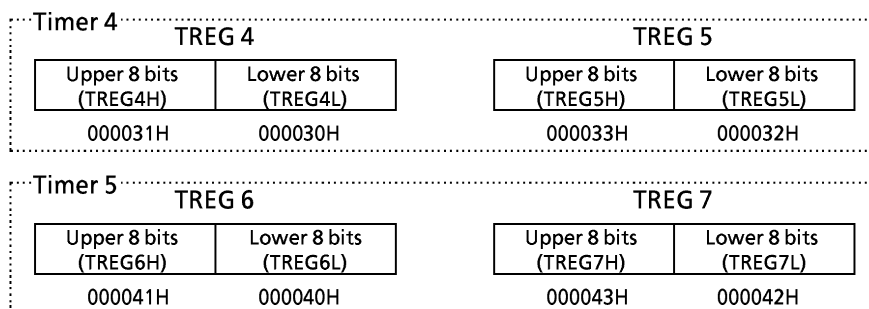 Timer 4
TREG 4 TREG 5
Upper 8 bits Lower 8 bits Upper 8 bits Lower 8 bits
(TREG4H) (TREG4L) (TREG5H) (TREG5L)
000031H 000030H 000033H 000032H
Timer 5
TREG 6 TREG 7
Upper 8 bits Lower 8 bits Upper 8 bits Lower 8 bits
(TREG6H) (TREG6L) (TREG7H) (TREG7L)
000041H 000040H 000043H 000042H